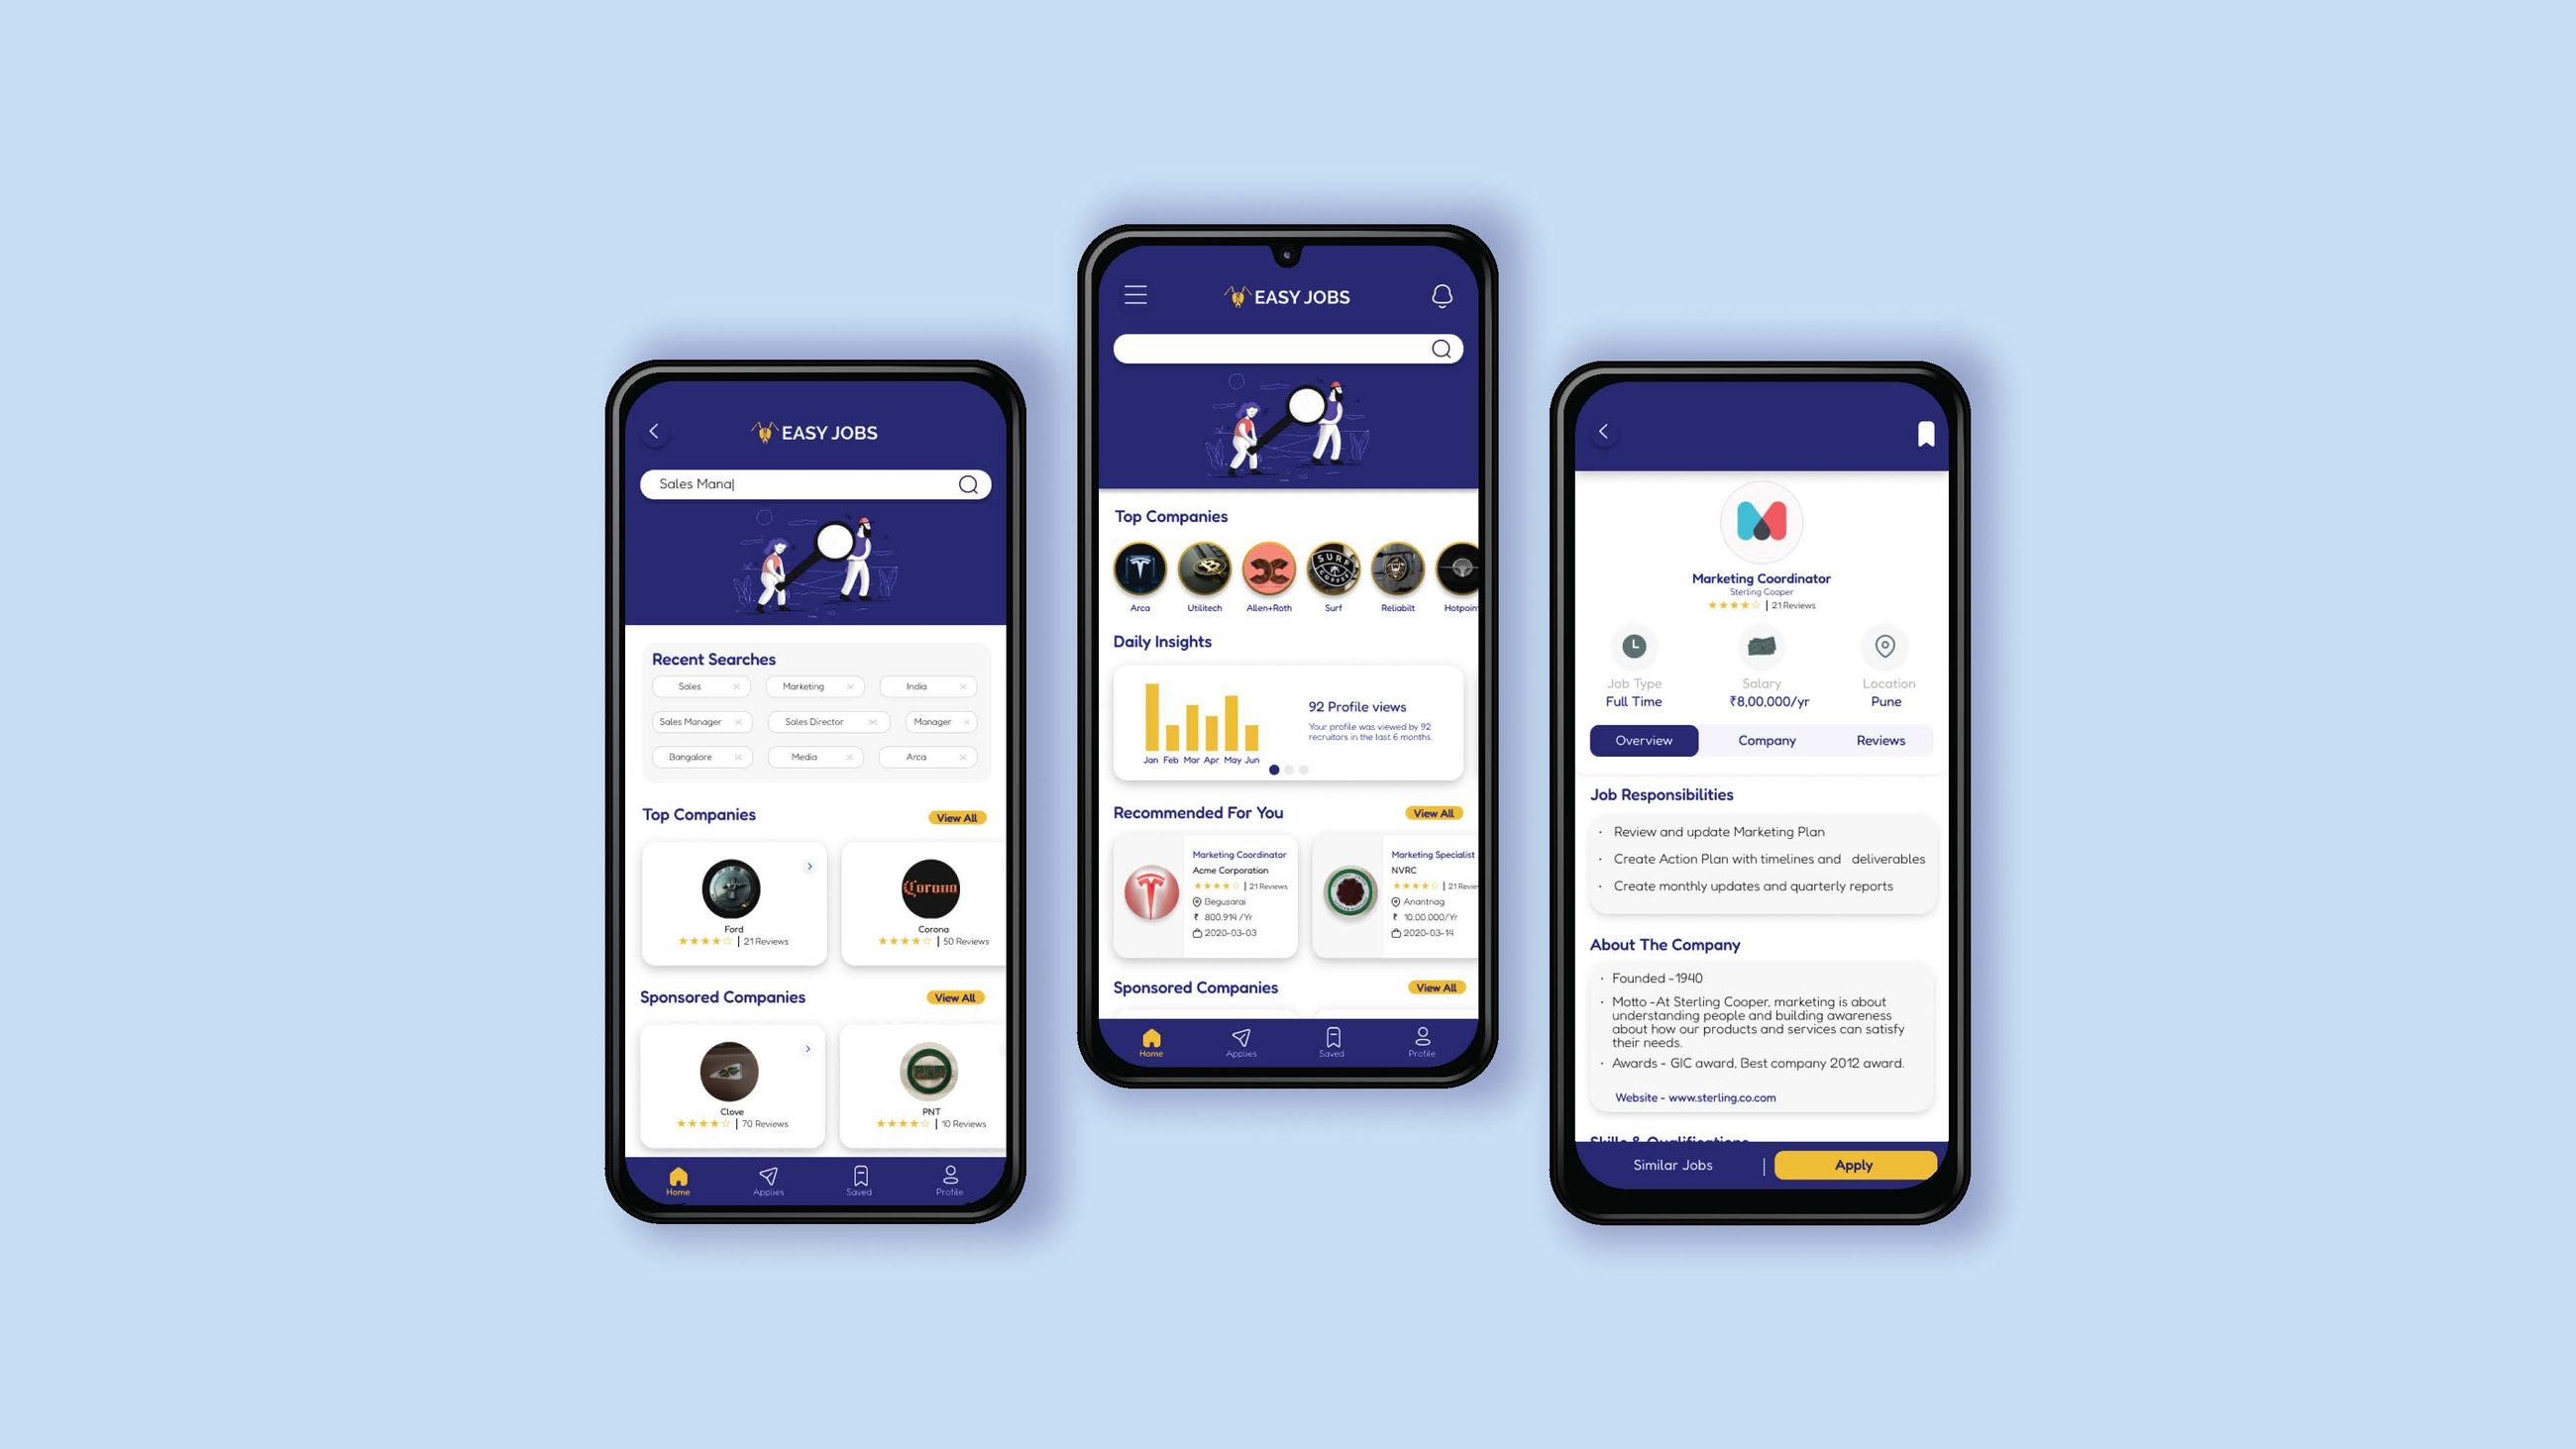 EASY JOBS
Sales Mana
Recent Searches
Sales
Marketing
India
Sales Manager
Sales Director
Manager
Bangalore
Media
Arca
Top Companies
View All
Ford
★★★★☆ | 21 Reviews
Corona
Corona
★★★★☆ | 50 Reviews
Sponsored Companies
View All
Clove
★★★★☆ | 70 Reviews
PNT
★★★★☆ | 10 Reviews
Home
Applies
Saved
Profile
EASY JOBS
Top Companies
SURF
COFFEE
Arca
Utilitech
Allen+Roth
Surf
Reliabilt
Hotpoin
Daily Insights
92 Profile views
Your profile was viewed by 92
recruitors in the last 6 months.
Jan Feb Mar Apr May Jun
Recommended For You
View All
Marketing Coordinator
Acme Corporation
★★★★☆ | 21 Reviews
Begusarai
₹ 800.914 /Yr
2020-03-03
Marketing Specialist
NVRC
★★★★☆ | 21 Review
Anantnag
₹ 10.00.000/Yr
2020-03-14
Sponsored Companies
View All
Home
Applies
Saved
Profile
Marketing Coordinator
Sterling Cooper
★★★★☆ | 21 Reviews
Job Type
Salary
Location
Full Time
₹8,00,000/yr
Pune
Overview
Company
Reviews
Job Responsibilities
· Review and update Marketing Plan
· Create Action Plan with timelines and deliverables
· Create monthly updates and quarterly reports
About The Company
· Founded -1940
· Motto -At Sterling Cooper, marketing is about
understanding people and building awareness
about how our products and services can satisfy
their needs.
· Awards - GIC award, Best company 2012 award.
Website - www.sterling.co.com
Skills & Qualifications
Similar Jobs | Apply